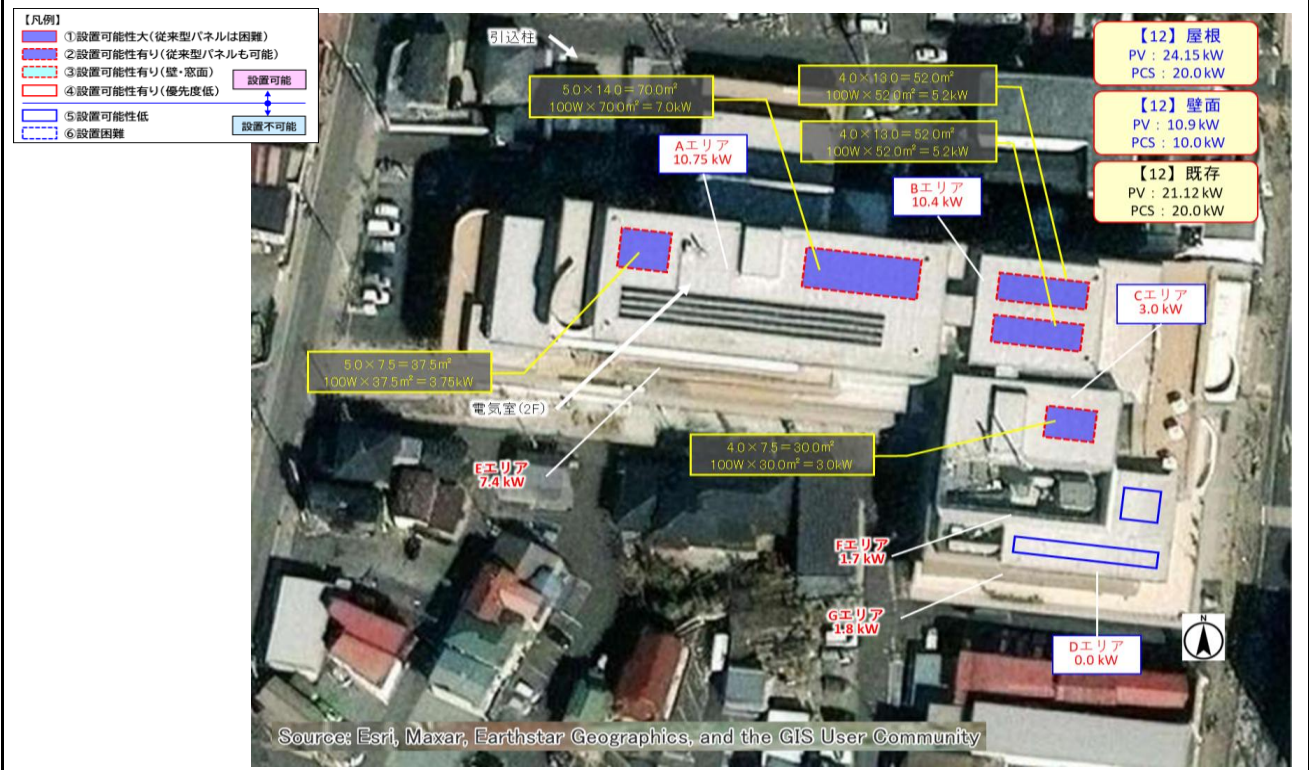 【凡例】
①設置可能性大(従来型パネルは困難)
②設置可能性有り(従来型パネルも可能)
③設置可能性有り(壁・窓面)
④設置可能性有り(優先度低)
設置可能
⑤設置可能性低
⑥設置困難
設置不可能
引込柱
5.0×14.0=70.0m²
100W×70.0m²=7.0kW
4.0×13.0=52.0m²
100W×52.0m²=5.2kW
4.0×13.0=52.0m²
100W×52.0m²=5.2kW
【12】屋根
PV : 24.15 kW
PCS : 20.0 kW
【12】壁面
PV : 10.9 kW
PCS : 10.0 kW
【12】既存
PV : 21.12 kW
PCS : 20.0 kW
Aエリア
10.75 kW
Bエリア
10.4 kW
Cエリア
3.0 kW
5.0×7.5=37.5m²
100W×37.5m²=3.75kW
電気室(2F)
4.0×7.5=30.0m²
100W×30.0m²=3.0kW
Eエリア
7.4 kW
Fエリア
1.7 kW
Gエリア
1.8 kW
Dエリア
0.0 kW
N
Source: Esri, Maxar, Earthstar Geographics, and the GIS User Community